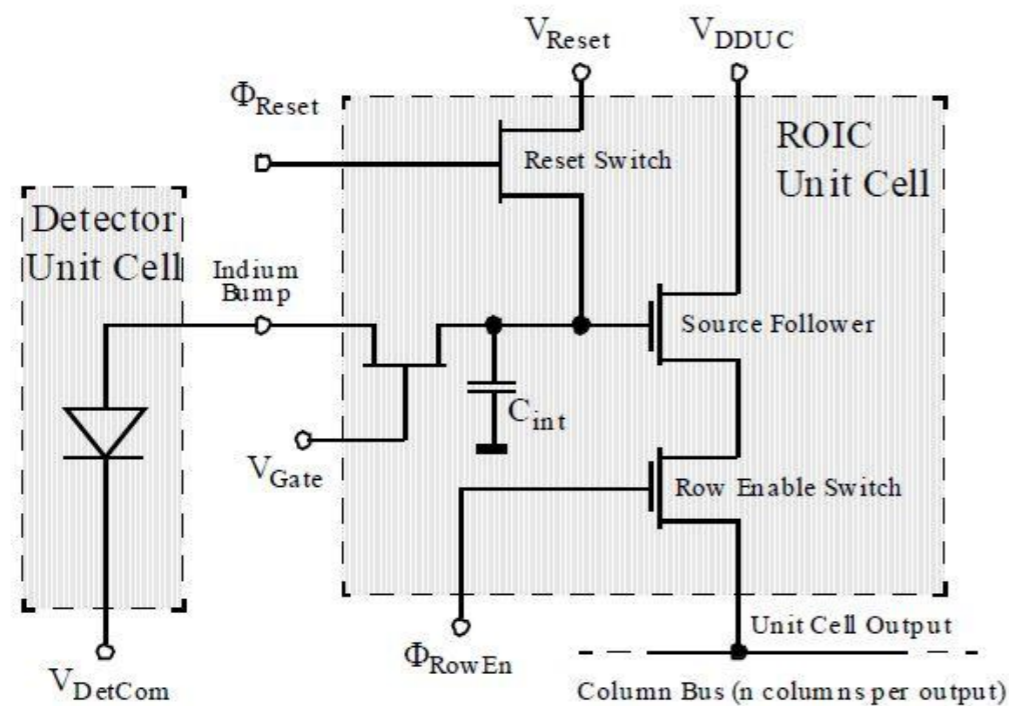 V_Reset
V_DDUC
Φ_Reset
ROIC
Unit Cell
Reset Switch
Detector
Unit Cell
Indium
Bump
Source Follower
C_int
V_Gate
Row Enable Switch
Unit Cell Output
Φ_RowEn
V_DetCom
Column Bus (n columns per output)